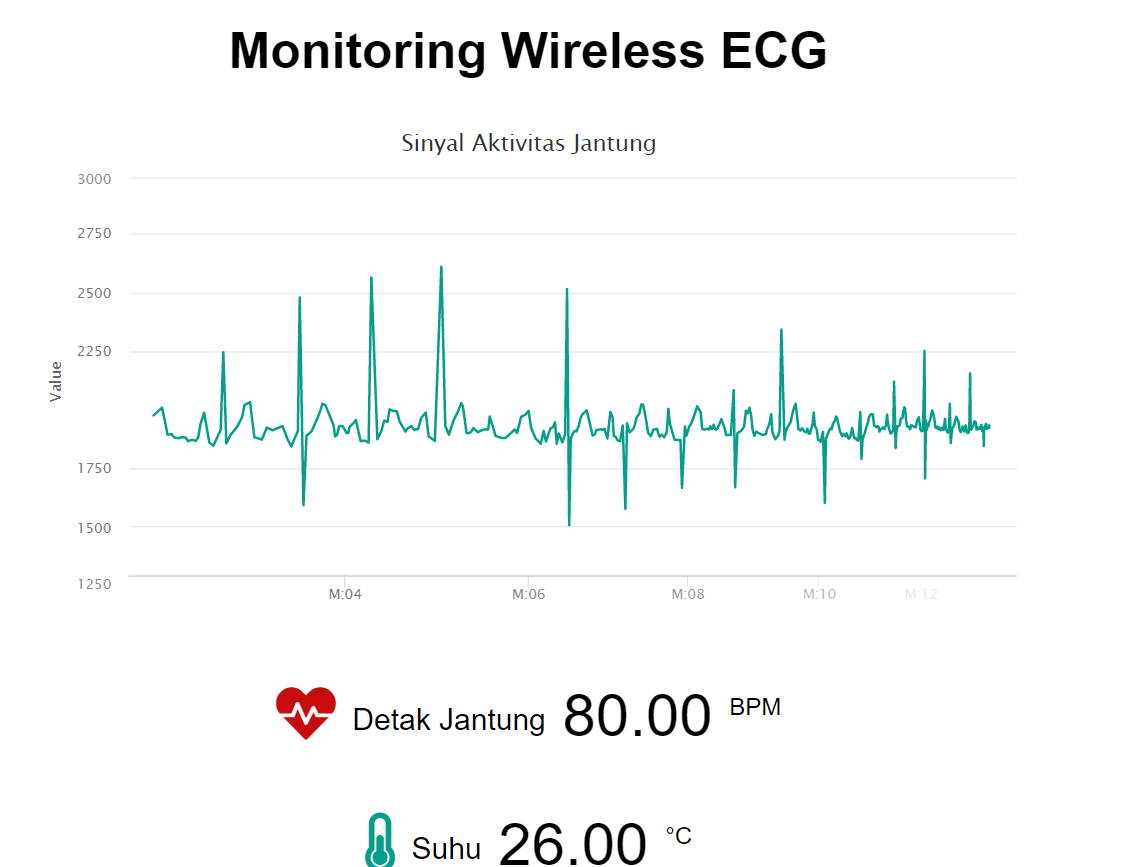 Monitoring Wireless ECG
Sinyal Aktivitas Jantung
3000
2750
2500
2250
1750
1500
1250
Value
M:04 M:06 M:08 M:10 M:12
Detak Jantung 80.00 BPM
Suhu 26.00 °C